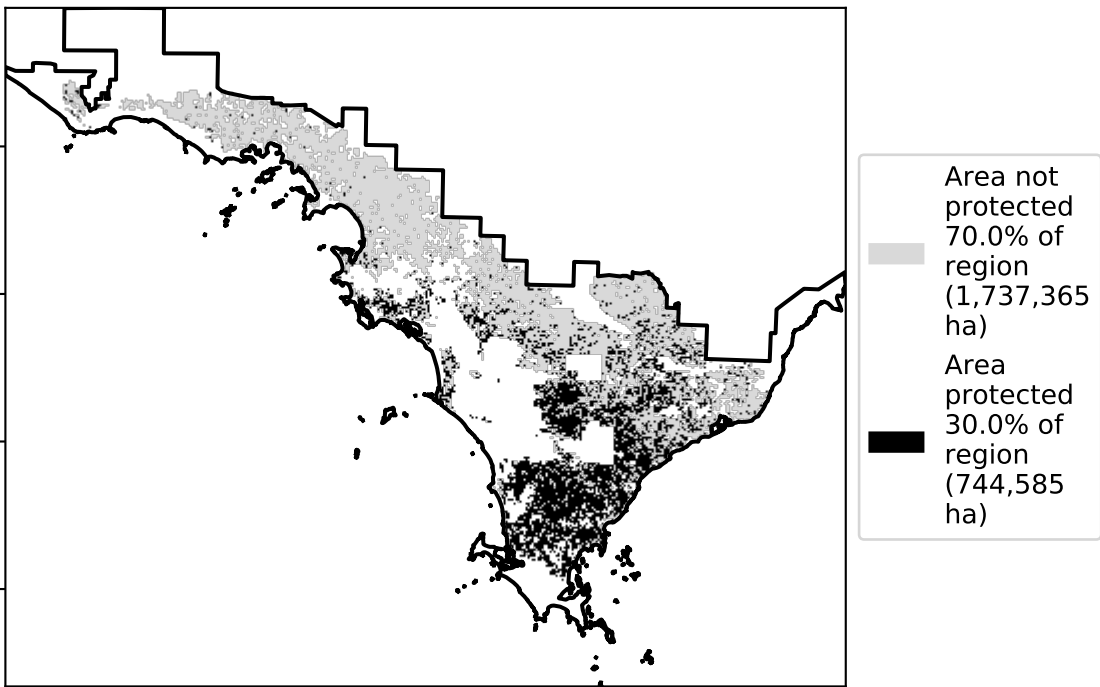 Area not
protected
70.0% of
region
(1,737,365
ha)
Area
protected
30.0% of
region
(744,585
ha)